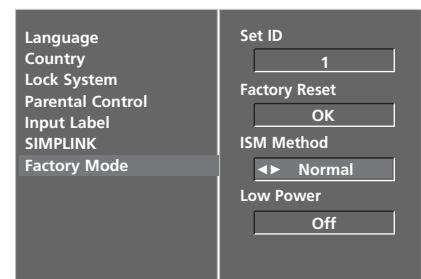 Language
Country
Lock System
Parental Control
Input Label
SIMPLINK
Factory Mode
Set ID
1
Factory Reset
OK
ISM Method
◄► Normal
Low Power
Off